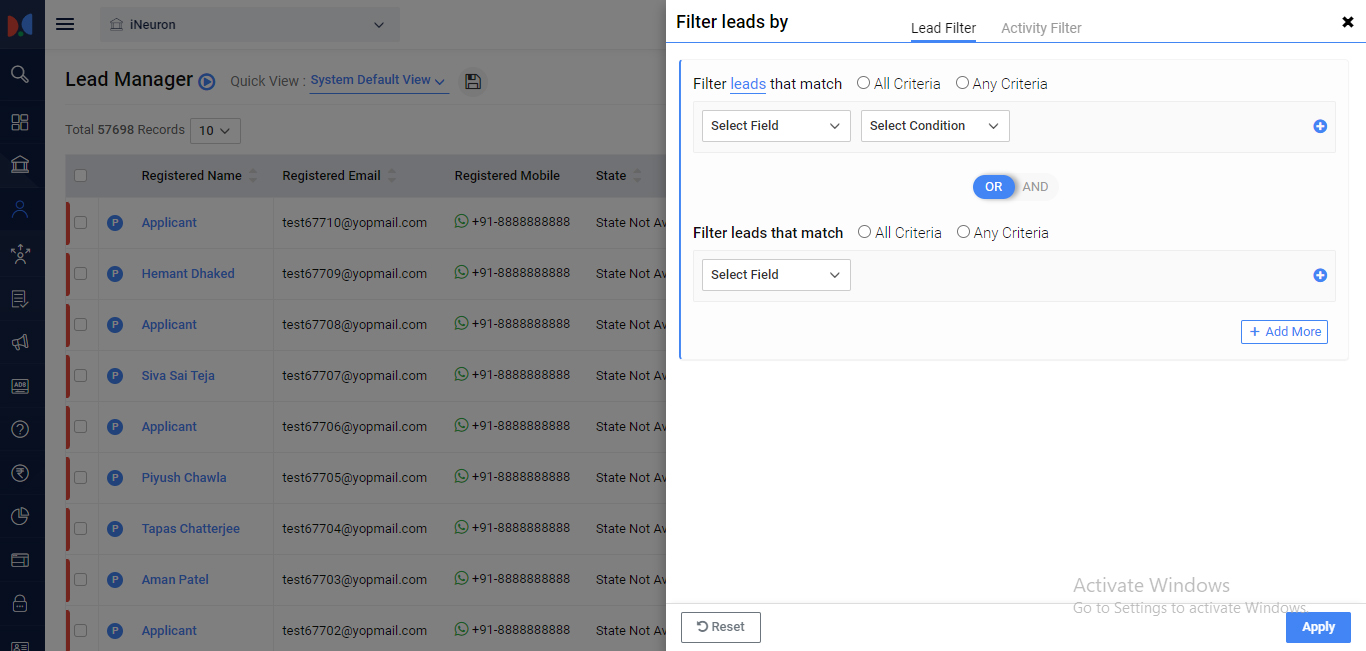 iNeuron
Lead Manager
Quick View : System Default View
Total 57698 Records 10
Registered Name Registered Email Registered Mobile State
P Applicant test67710@yopmail.com +91-8888888888 State Not Av
P Hemant Dhaked test67709@yopmail.com +91-8888888888 State Not Av
P Applicant test67708@yopmail.com +91-8888888888 State Not Av
P Siva Sai Teja test67707@yopmail.com +91-8888888888 State Not Av
P Applicant test67706@yopmail.com +91-8888888888 State Not Av
P Piyush Chawla test67705@yopmail.com +91-8888888888 State Not Av
P Tapas Chatterjee test67704@yopmail.com +91-8888888888 State Not Av
P Aman Patel test67703@yopmail.com +91-8888888888 State Not Av
P Applicant test67702@yopmail.com +91-8888888888 State Not Av
ADB
Filter leads by
Lead Filter Activity Filter
Filter leads that match All Criteria Any Criteria
Select Field Select Condition
OR AND
Filter leads that match All Criteria Any Criteria
Select Field
+ Add More
Activate Windows
Go to Settings to activate Windows.
Reset Apply